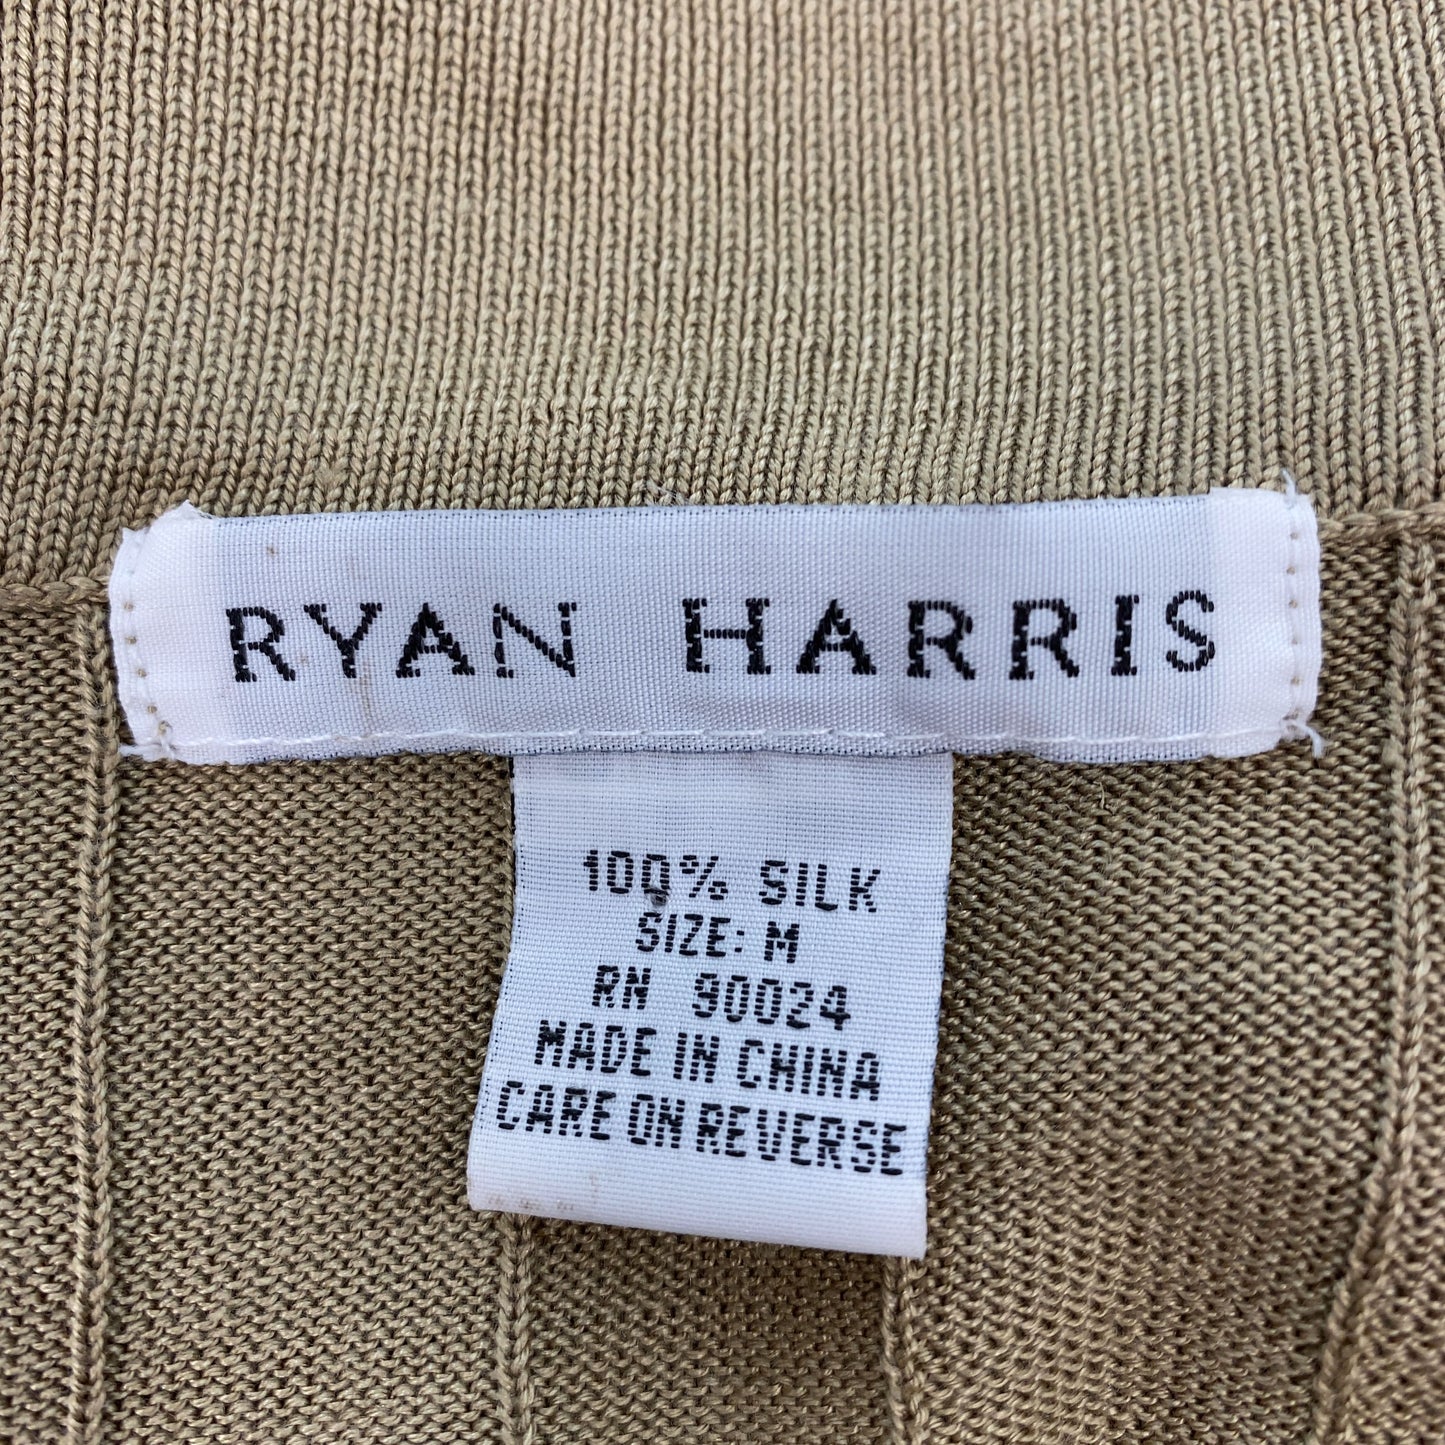 RYAN HARRIS
100% SILK
SIZE: M
RN 90024
MADE IN CHINA
CARE ON REVERSE